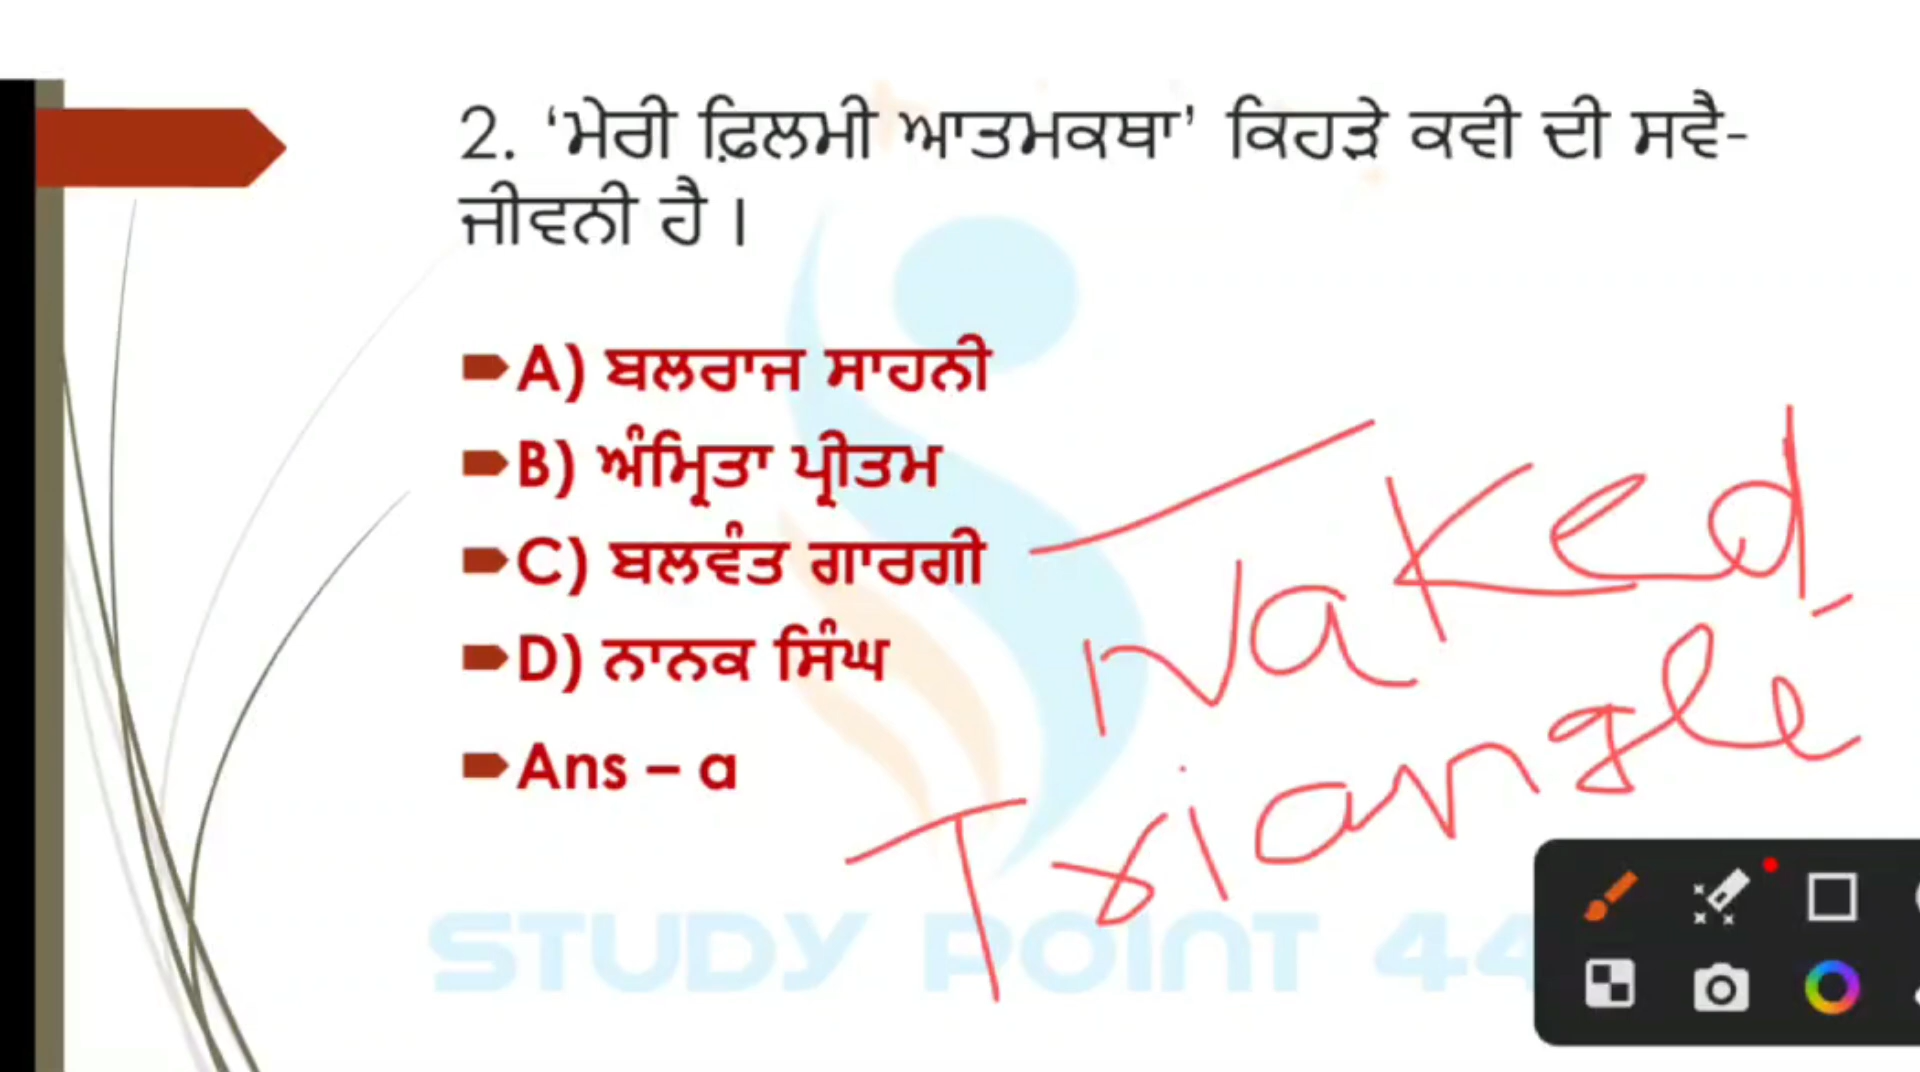 2. ‘ਮੇਰੀ ਫ਼ਿਲਮੀ ਆਤਮਕਥਾ’ ਕਿਹੜੇ ਕਵੀ ਦੀ ਸਵੈ-
ਜੀਵਨੀ ਹੈ ।
A) ਬਲਰਾਜ ਸਾਹਨੀ
B) ਅੰਮ੍ਰਿਤਾ ਪ੍ਰੀਤਮ
C) ਬਲਵੰਤ ਗਾਰਗੀ
Naked
D) ਨਾਨਕ ਸਿੰਘ
Triangle
Ans – a
STUDY POINT 44